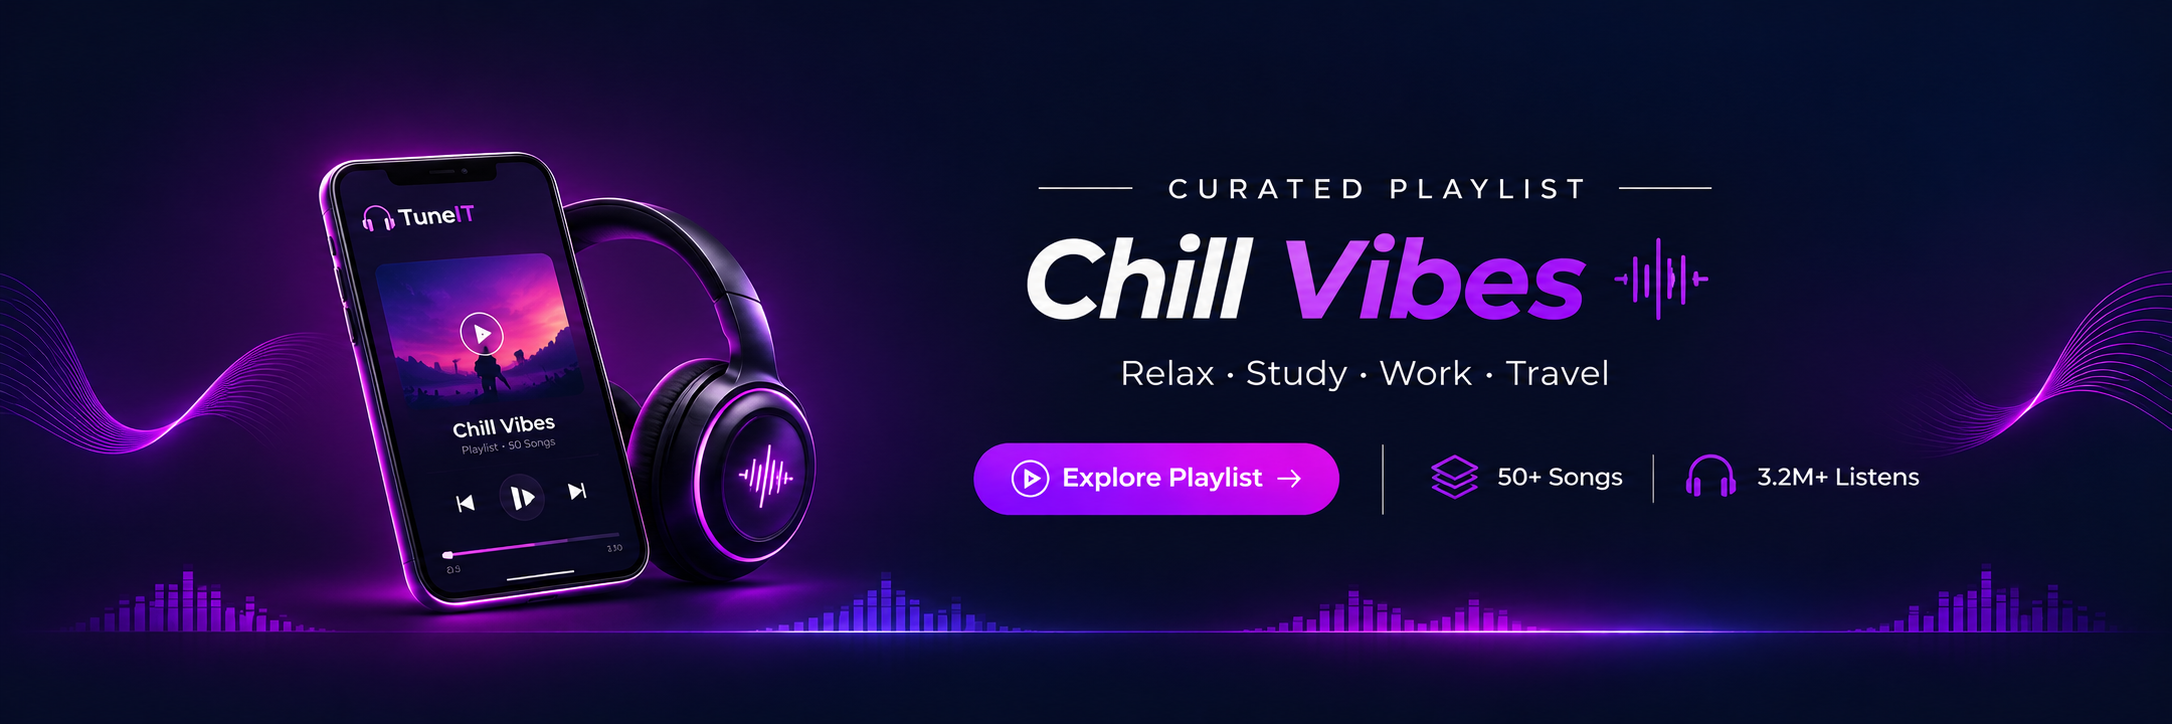 TuneIT
Chill Vibes
Playlist • 50 Songs
CURATED PLAYLIST
Chill Vibes
Relax • Study • Work • Travel
Explore Playlist →
50+ Songs
3.2M+ Listens